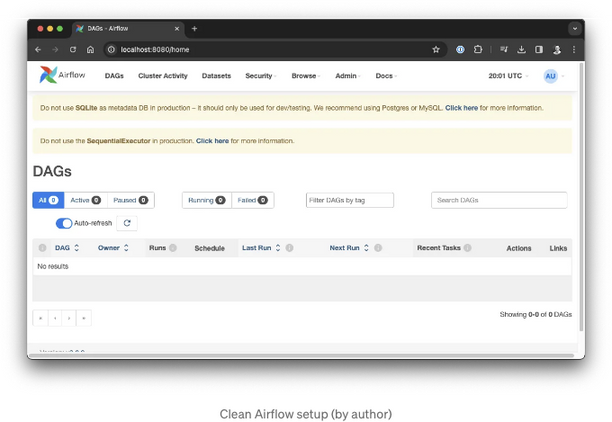 DAGs - Airflow
localhost:8080/home
Airflow DAGs Cluster Activity Datasets Security Browse Admin Docs 20:01 UTC AU
Do not use SQLite as metadata DB in production – it should only be used for dev/testing. We recommend using Postgres or MySQL. Click here for more information.
Do not use the SequentialExecutor in production. Click here for more information.
DAGs
All 0 Active 0 Paused 0 Running 0 Failed 0 Filter DAGs by tag Search DAGs
Auto-refresh
DAG Owner Runs Schedule Last Run Next Run Recent Tasks Actions Links
No results
« ‹ › » Showing 0-0 of 0 DAGs
Clean Airflow setup (by author)